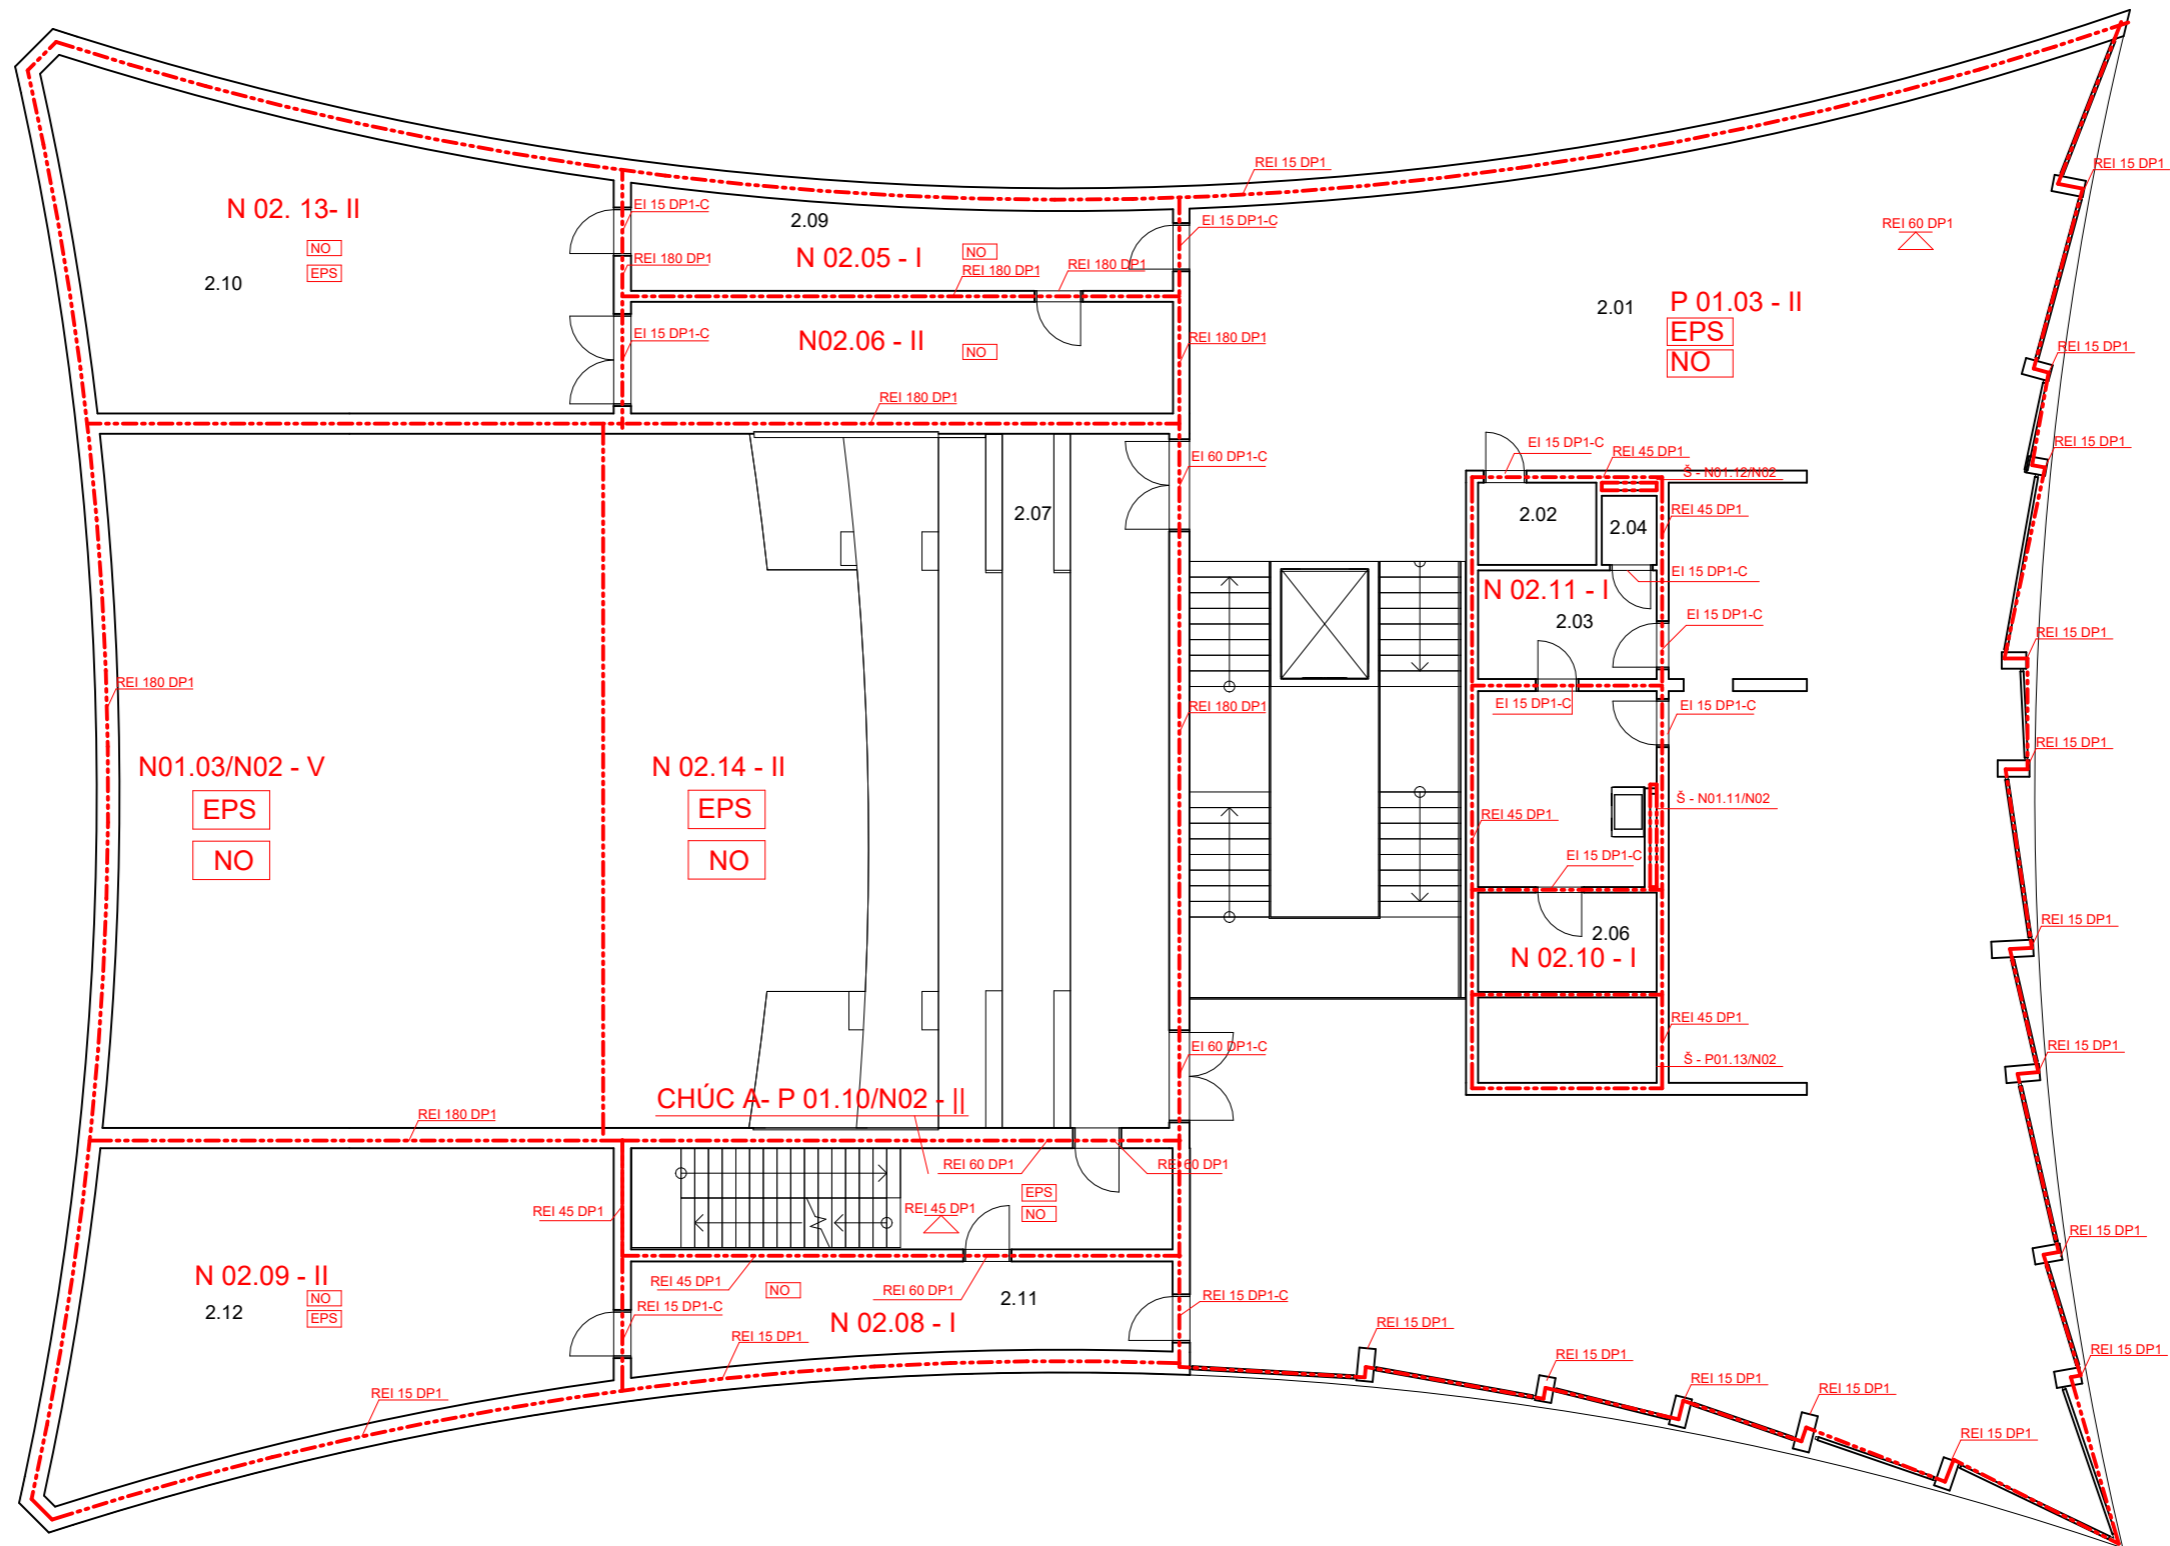 REI 15 DP1
REI 15 DP1
N 02. 13- II
NO
EPS
2.10
EI 15 DP1-C
2.09
EI 15 DP1-C
REI 60 DP1
N 02.05 - I
NO
REI 180 DP1
REI 180 DP1
REI 180 DP1
2.01
P 01.03 - II
EPS
NO
EI 15 DP1-C
N02.06 - II
NO
REI 180 DP1
REI 15 DP1
REI 180 DP1
EI 60 DP1-C
EI 15 DP1-C
REI 45 DP1
REI 15 DP1
Š - N01.12/N02
2.07
2.02
2.04
REI 45 DP1
EI 15 DP1-C
N 02.11 - I
2.03
EI 15 DP1-C
REI 15 DP1
REI 180 DP1
REI 180 DP1
EI 15 DP1-C
EI 15 DP1-C
REI 15 DP1
N01.03/N02 - V
EPS
NO
N 02.14 - II
EPS
NO
Š - N01.11/N02
REI 45 DP1
EI 15 DP1-C
REI 15 DP1
2.06
N 02.10 - I
REI 45 DP1
EI 60 DP1-C
Š - P01.13/N02
REI 15 DP1
CHÚC A- P 01.10/N02 - II
REI 180 DP1
REI 60 DP1
REI 60 DP1
EPS
NO
REI 45 DP1
REI 45 DP1
REI 15 DP1
N 02.09 - II
NO
EPS
2.12
REI 45 DP1
NO
REI 60 DP1
2.11
REI 15 DP1-C
REI 15 DP1-C
N 02.08 - I
REI 15 DP1
REI 15 DP1
REI 15 DP1
REI 15 DP1
REI 15 DP1
REI 15 DP1
REI 15 DP1
REI 15 DP1
REI 15 DP1